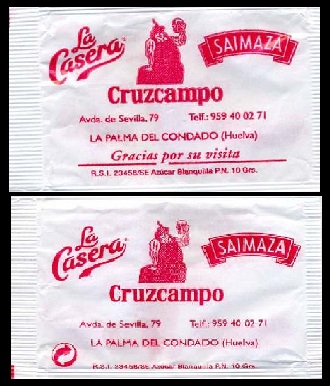 La Casera
SAIMAZA
Cruzcampo
Avda. de Sevilla, 79 Telf.: 959 40 02 71
LA PALMA DEL CONDADO (Huelva)
Gracias por su visita
R.S.I. 23458/SE Azúcar Blanquilla P.N. 10 Grs.
La Casera
SAIMAZA
Cruzcampo
Avda. de Sevilla, 79 Telf.: 959 40 02 71
LA PALMA DEL CONDADO (Huelva)
R.S.I. 23458/SE Azúcar Blanquilla P.N. 10 Grs.